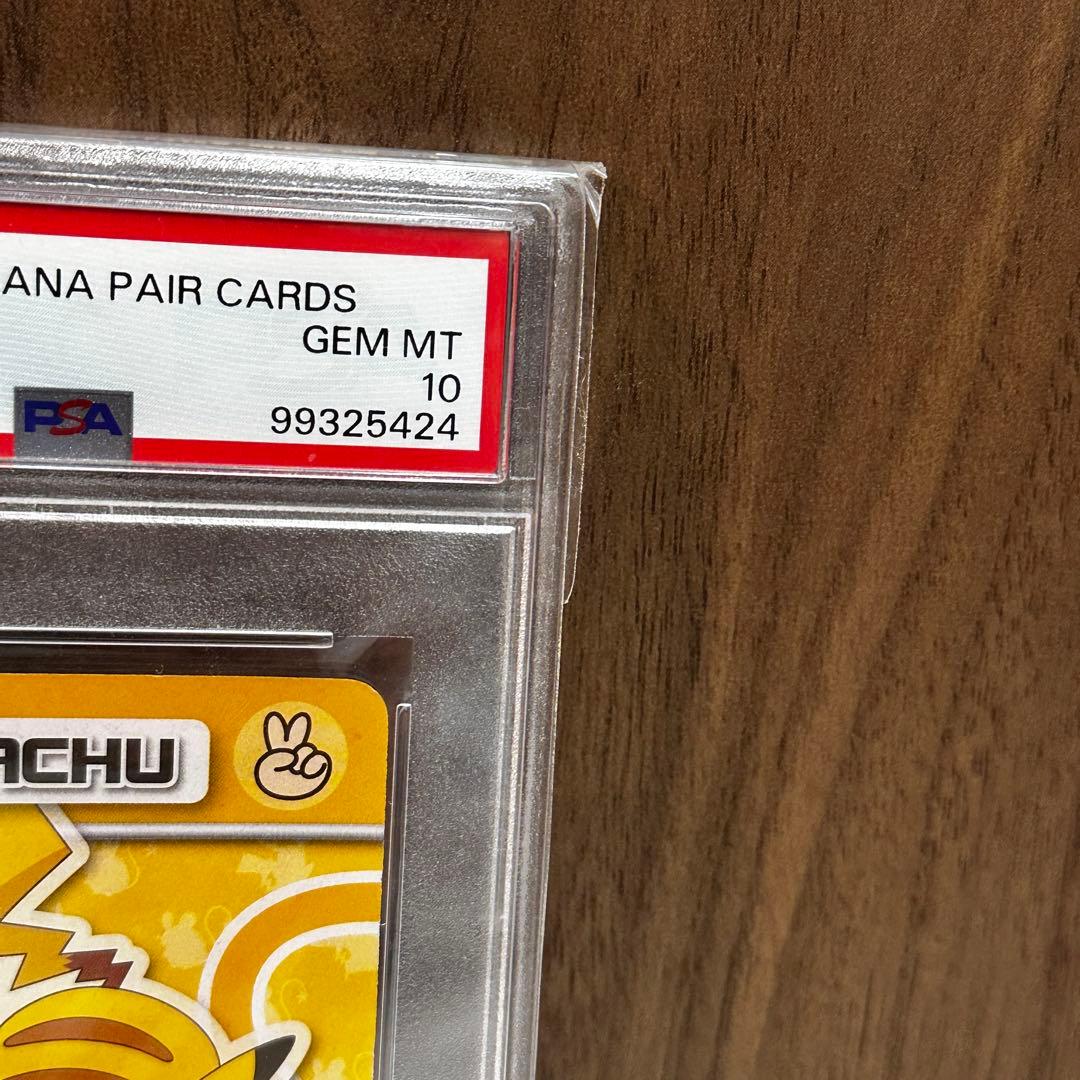 ANA PAIR CARDS
GEM MT
10
PSA
99325424
ACHU